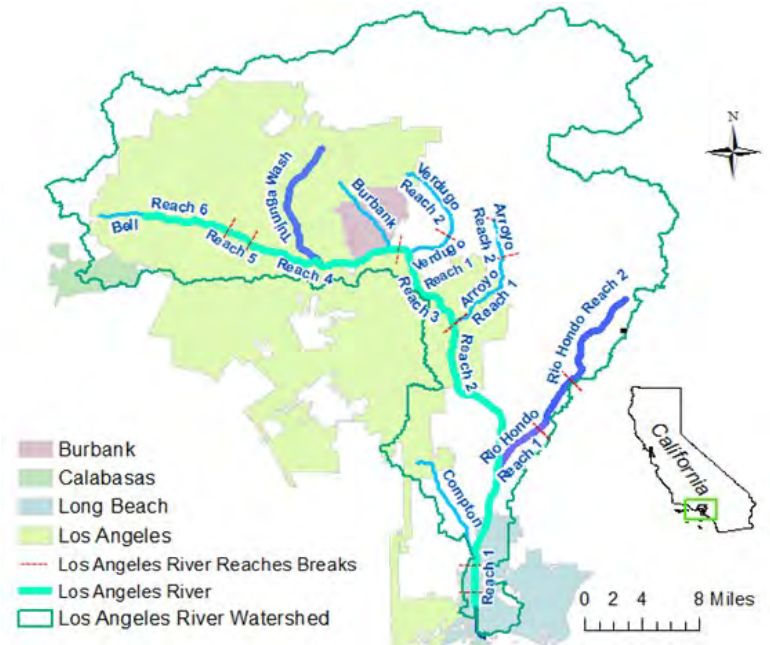 N
Verdugo
Reach 2
Burbank
Tujunga Wash
Arroyo
Reach 2
Reach 6
Bell
Reach 5
Reach 4
Verdugo
Reach 1
Arroyo
Reach 1
Reach 3
Rio Hondo Reach 2
Reach 2
Rio Hondo
Reach 1
California
Compton
Reach 1
Burbank
Calabasas
Long Beach
Los Angeles
Los Angeles River Reaches Breaks
Los Angeles River
Los Angeles River Watershed
0 2 4 8 Miles